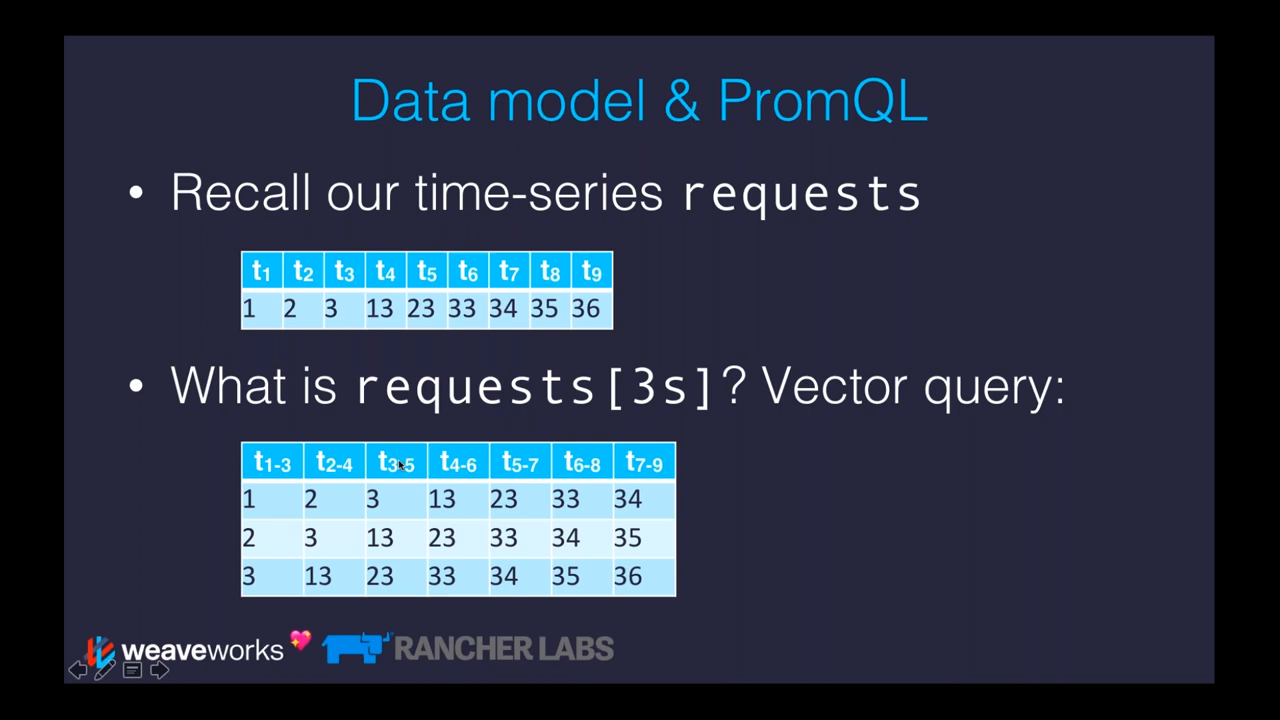 Data model & PromQL
• Recall our time-series requests
t1 t2 t3 t4 t5 t6 t7 t8 t9
1 2 3 13 23 33 34 35 36
• What is requests[3s]? Vector query:
t1-3 t2-4 t3-5 t4-6 t5-7 t6-8 t7-9
1 2 3 13 23 33 34
2 3 13 23 33 34 35
3 13 23 33 34 35 36
weaveworks RANCHER LABS